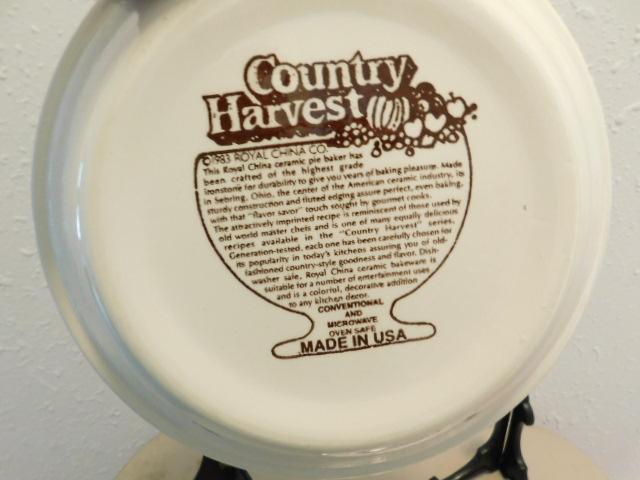 Country
Harvest
©1983 ROYAL CHINA CO.
This Royal China ceramic pie baker has
been crafted of the highest grade
ironstone for durability to give you years of baking pleasure. Made
in Sebring, Ohio, the center of the American ceramic industry, its
sturdy construction and fluted edging assure perfect, even baking,
with that "flavor savor" touch sought by gourmet cooks.
The attractively imprinted recipe is reminiscent of those used by
old world master chefs and is one of many equally delicious
recipes available in the "Country Harvest" series.
Generation-tested, each one has been carefully chosen for
its popularity in today's kitchens assuring you of old-
fashioned country-style goodness and flavor. Dish-
washer safe, Royal China ceramic bakeware is
suitable for a number of entertainment uses
and is a colorful, decorative addition
to any kitchen decor.
CONVENTIONAL
AND
MICROWAVE
OVEN SAFE
MADE IN USA